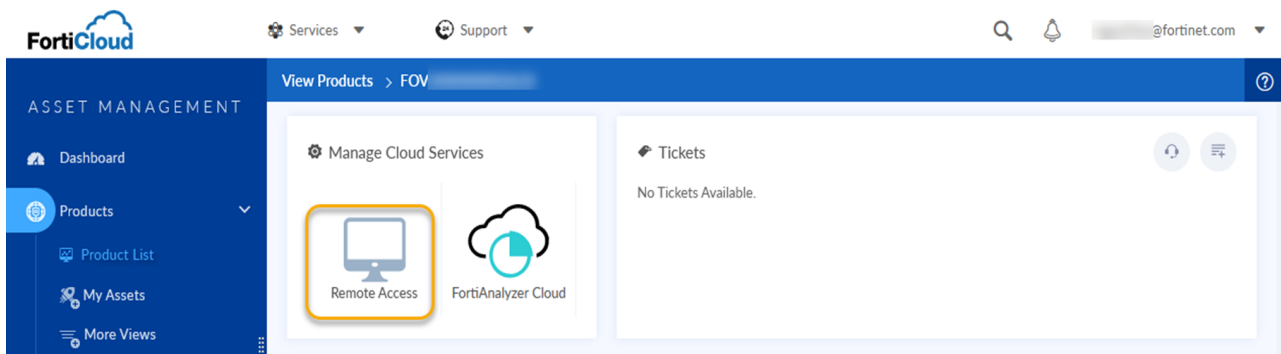 FortiCloud
Services
24
Support
@fortinet.com
ASSET MANAGEMENT
Dashboard
Products
Product List
My Assets
More Views
View Products > FOV
?
Manage Cloud Services
Remote Access
FortiAnalyzer Cloud
Tickets
No Tickets Available.